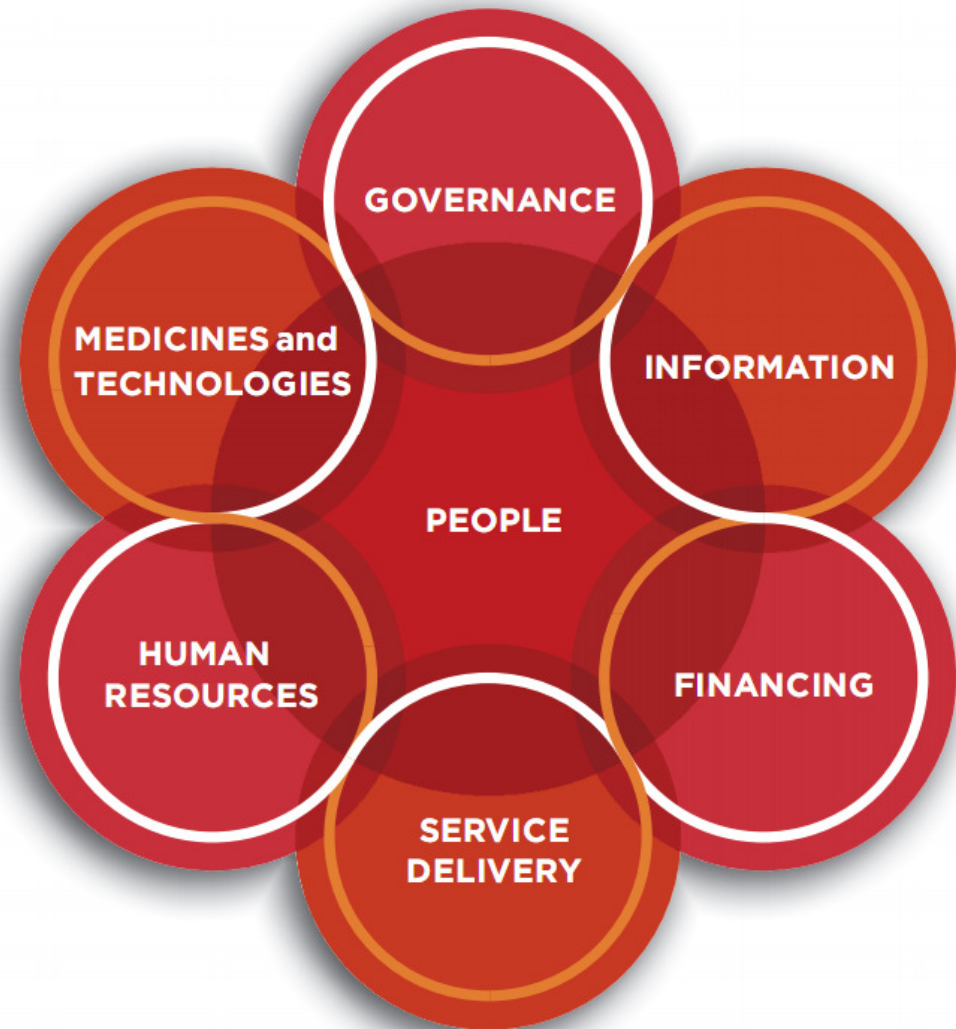 GOVERNANCE
MEDICINES and
TECHNOLOGIES
INFORMATION
PEOPLE
HUMAN
RESOURCES
FINANCING
SERVICE
DELIVERY